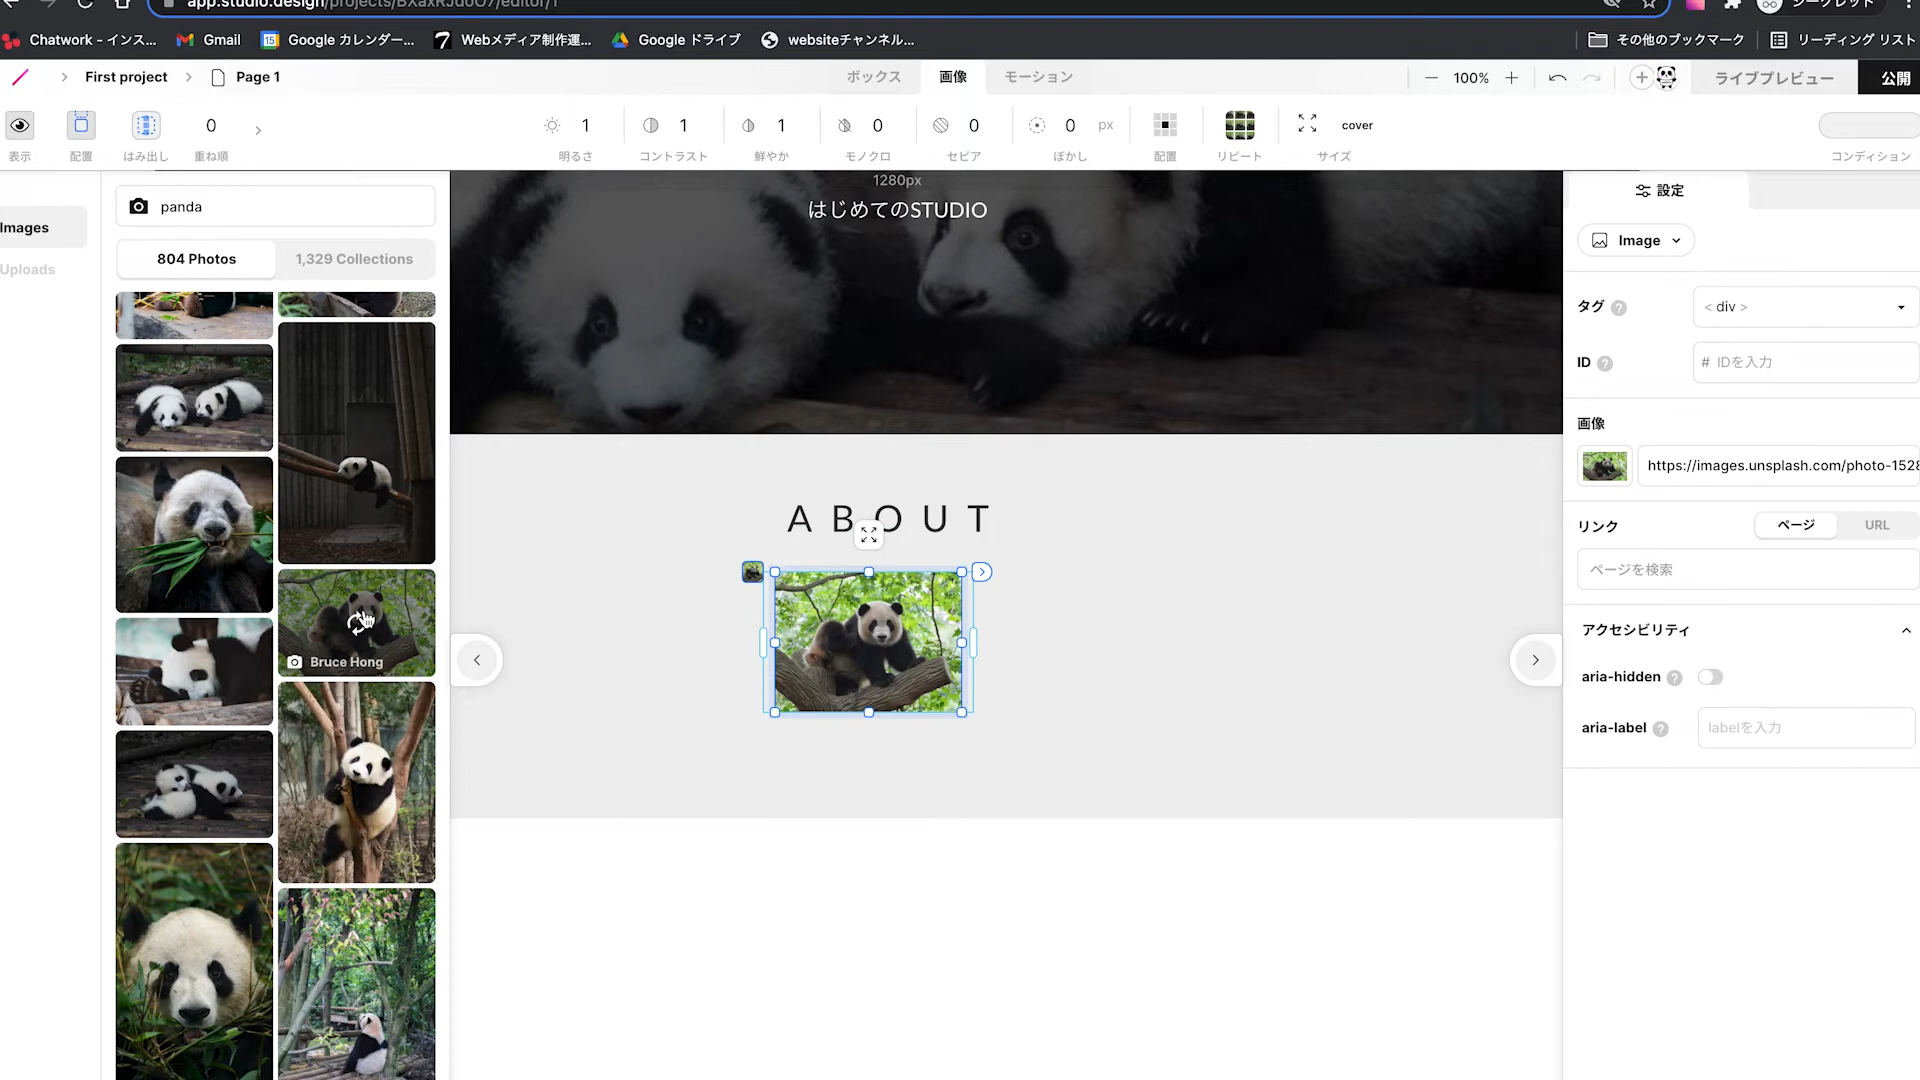 app.studio.design/projects/BXaxRJdoO7/editor/1
シークレット
Chatwork - インス...
Gmail
15
Google カレンダー...
7
Webメディア制作運...
Google ドライブ
websiteチャンネル...
その他のブックマーク
リーディング リスト
First project
Page 1
ボックス
画像
モーション
100%
ライブプレビュー
公開
0
1
1
1
0
0
0 px
cover
表示
配置
はみ出し
重ね順
明るさ
コントラスト
鮮やか
モノクロ
セピア
ぼかし
配置
リピート
サイズ
コンディション
panda
Images
Uploads
804 Photos
1,329 Collections
Bruce Hong
1280px
はじめてのSTUDIO
ABOUT
設定
Image
タグ ?
< div >
ID ?
# IDを入力
画像
https://images.unsplash.com/photo-1528
リンク
ページ
URL
ページを検索
アクセシビリティ
aria-hidden ?
aria-label ?
labelを入力